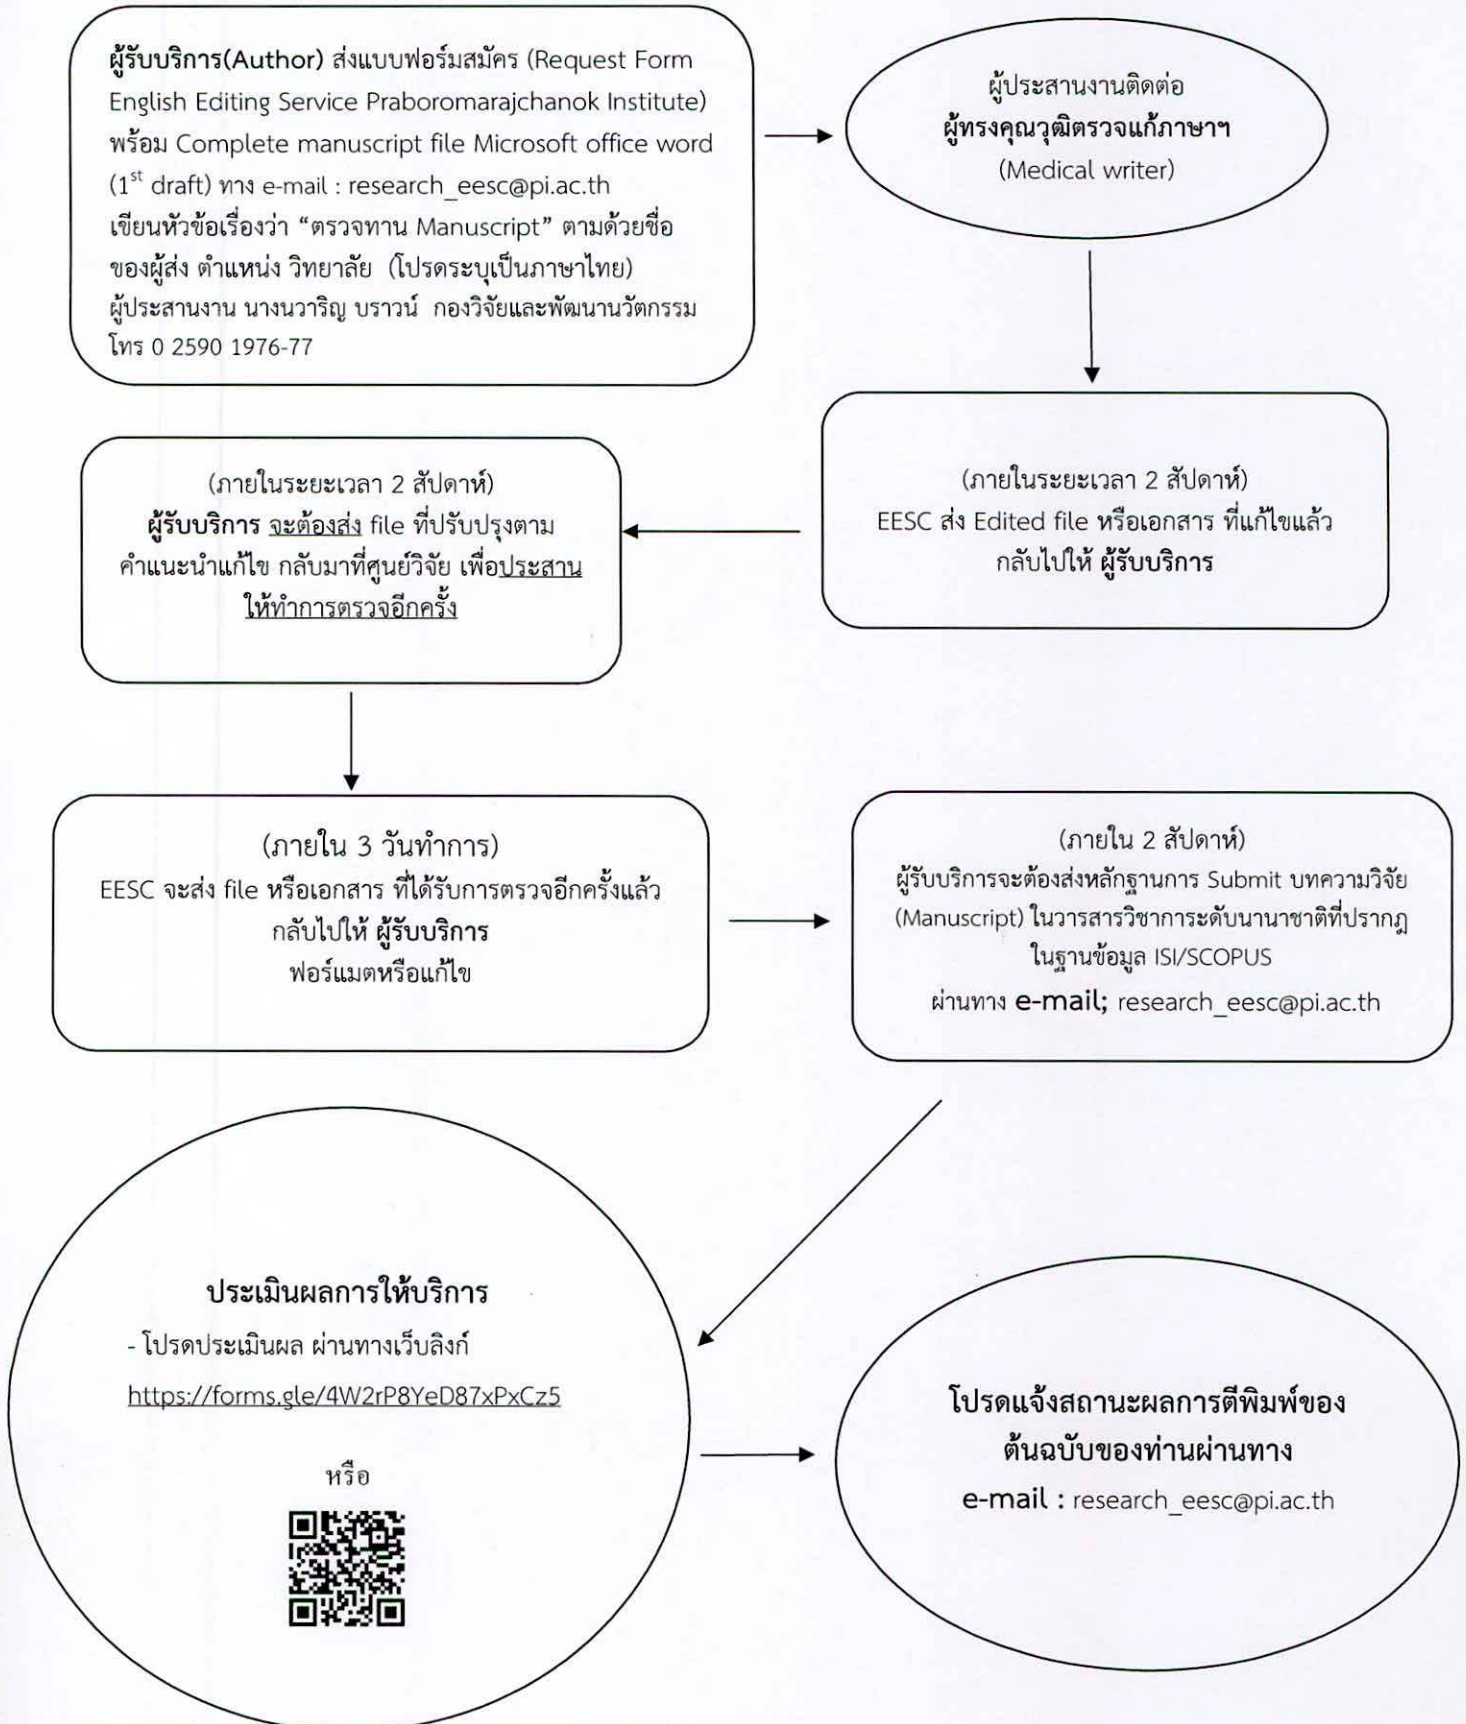 ผู้รับบริการ(Author) ส่งแบบฟอร์มสมัคร (Request Form
English Editing Service Praboromarajchanok Institute)
พร้อม Complete manuscript file Microsoft office word
(1st draft) ทาง e-mail : research_eesc@pi.ac.th
เขียนหัวข้อเรื่องว่า “ตรวจทาน Manuscript” ตามด้วยชื่อ
ของผู้ส่ง ตำแหน่ง วิทยาลัย (โปรดระบุเป็นภาษาไทย)
ผู้ประสานงาน นางนวาริญ บราวน์ กองวิจัยและพัฒนานวัตกรรม
โทร 0 2590 1976-77
ผู้ประสานงานติดต่อ
ผู้ทรงคุณวุฒิตรวจแก้ภาษาฯ
(Medical writer)
(ภายในระยะเวลา 2 สัปดาห์)
EESC ส่ง Edited file หรือเอกสาร ที่แก้ไขแล้ว
กลับไปให้ ผู้รับบริการ
(ภายในระยะเวลา 2 สัปดาห์)
ผู้รับบริการ จะต้องส่ง file ที่ปรับปรุงตาม
คำแนะนำแก้ไข กลับมาที่ศูนย์วิจัย เพื่อประสาน
ให้ทำการตรวจอีกครั้ง
(ภายใน 3 วันทำการ)
EESC จะส่ง file หรือเอกสาร ที่ได้รับการตรวจอีกครั้งแล้ว
กลับไปให้ ผู้รับบริการ
ฟอร์แมตหรือแก้ไข
(ภายใน 2 สัปดาห์)
ผู้รับบริการจะต้องส่งหลักฐานการ Submit บทความวิจัย
(Manuscript) ในวารสารวิชาการระดับนานาชาติที่ปรากฏ
ในฐานข้อมูล ISI/SCOPUS
ผ่านทาง e-mail; research_eesc@pi.ac.th
ประเมินผลการให้บริการ
- โปรดประเมินผล ผ่านทางเว็บลิงก์
https://forms.gle/4W2rP8YeD87xPxCz5
หรือ
โปรดแจ้งสถานะผลการตีพิมพ์ของ
ต้นฉบับของท่านผ่านทาง
e-mail : research_eesc@pi.ac.th